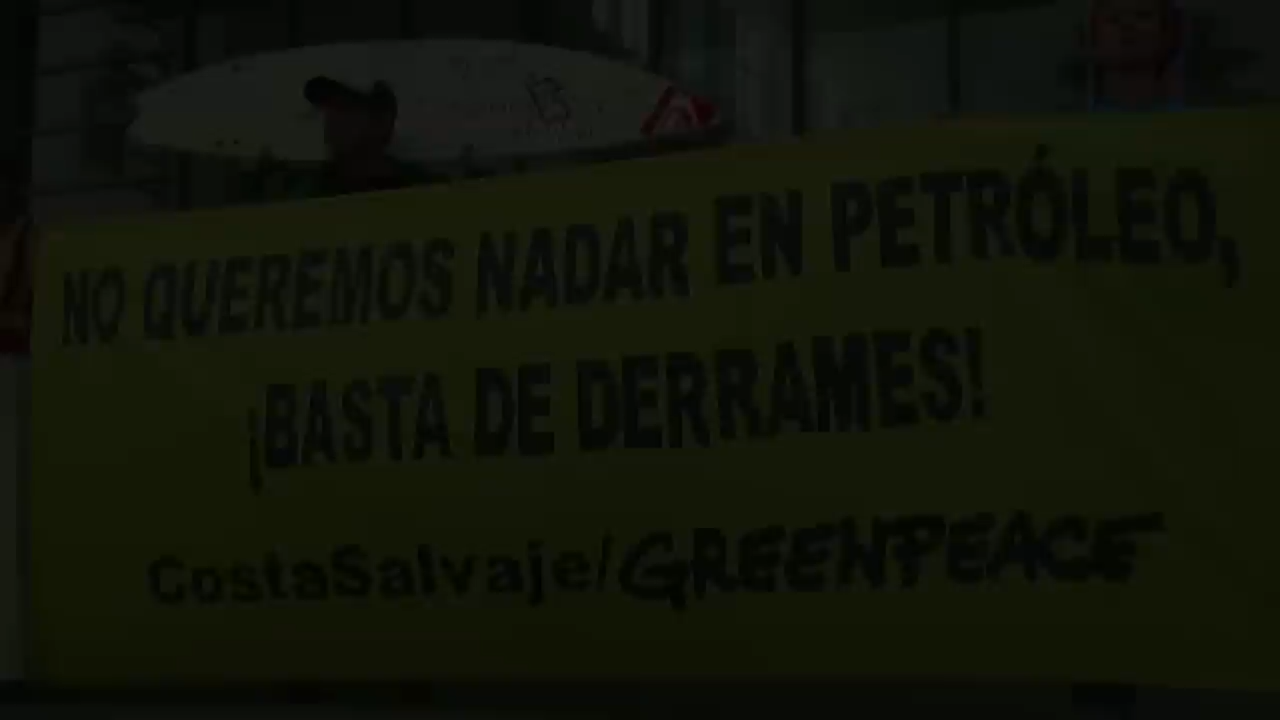 NO QUEREMOS NADAR EN PETRÓLEO,
¡BASTA DE DERRAMES!
CostaSalvaje/GREENPEACE